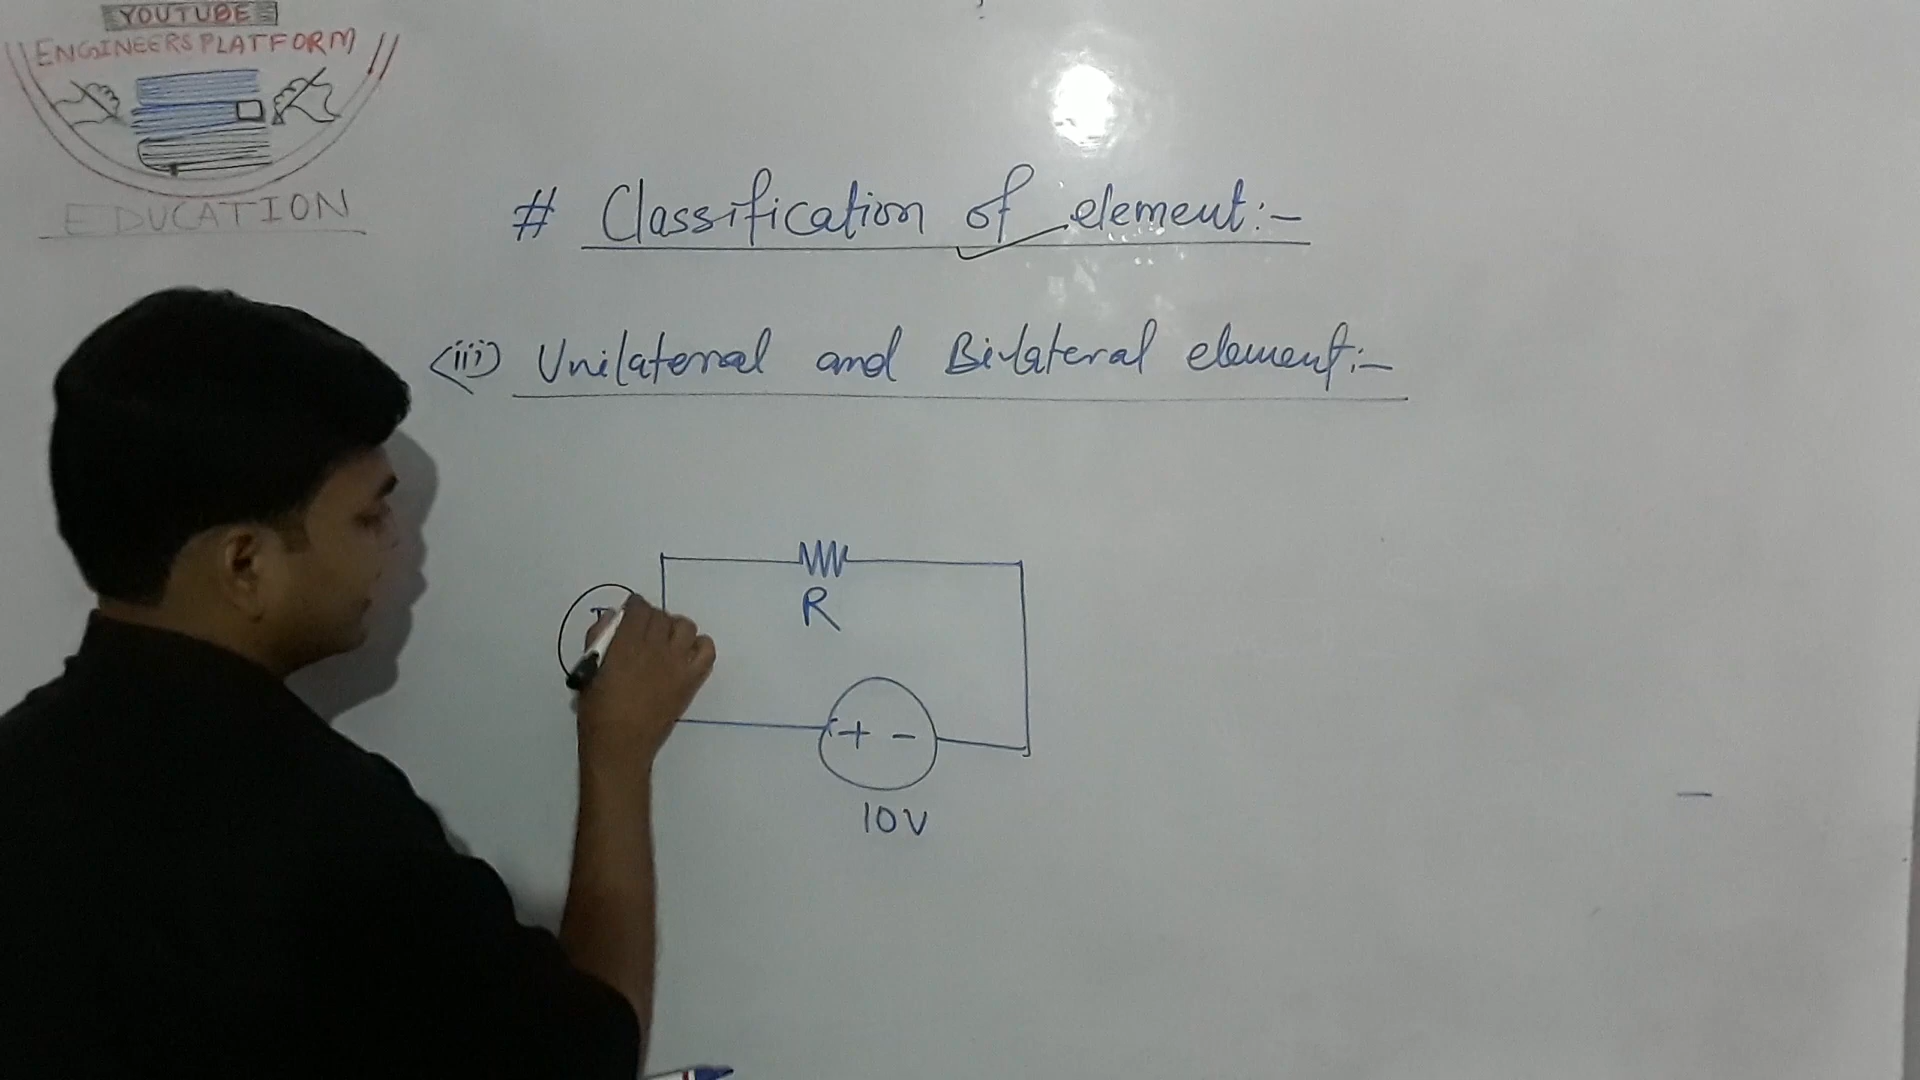 YOUTUBE
ENGINEERS PLATFORM
EDUCATION
# Classification of element:-
(iii) Unilateral and Bilateral element:-
R
+ -
10V